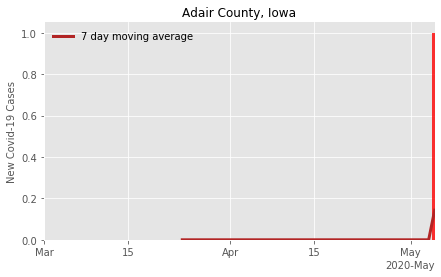 Adair County, Iowa
7 day moving average
New Covid-19 Cases
1.0
0.8
0.6
0.4
0.2
0.0
Mar
15
Apr
15
May
2020-May